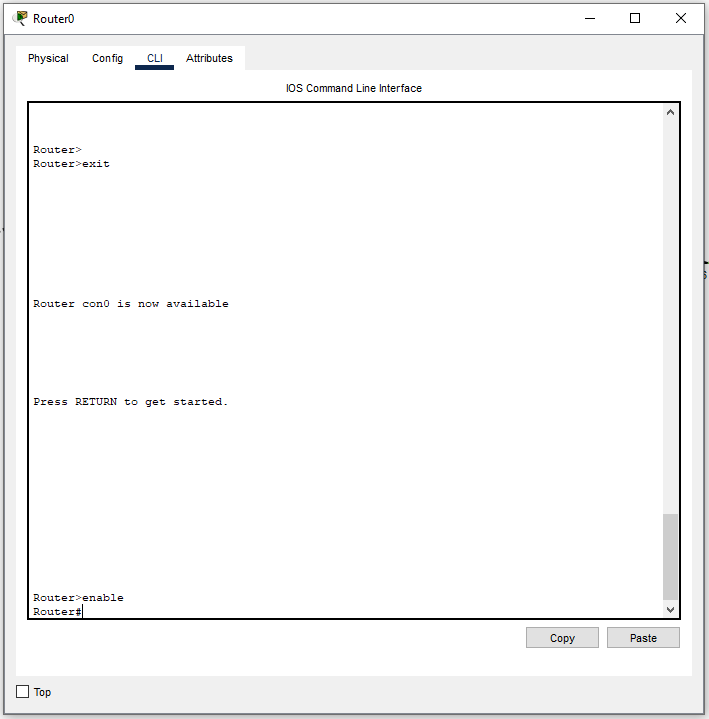 Router0
Physical Config CLI Attributes
IOS Command Line Interface
Router>
Router>exit
Router con0 is now available
Press RETURN to get started.
Router>enable
Router#
Copy Paste
Top